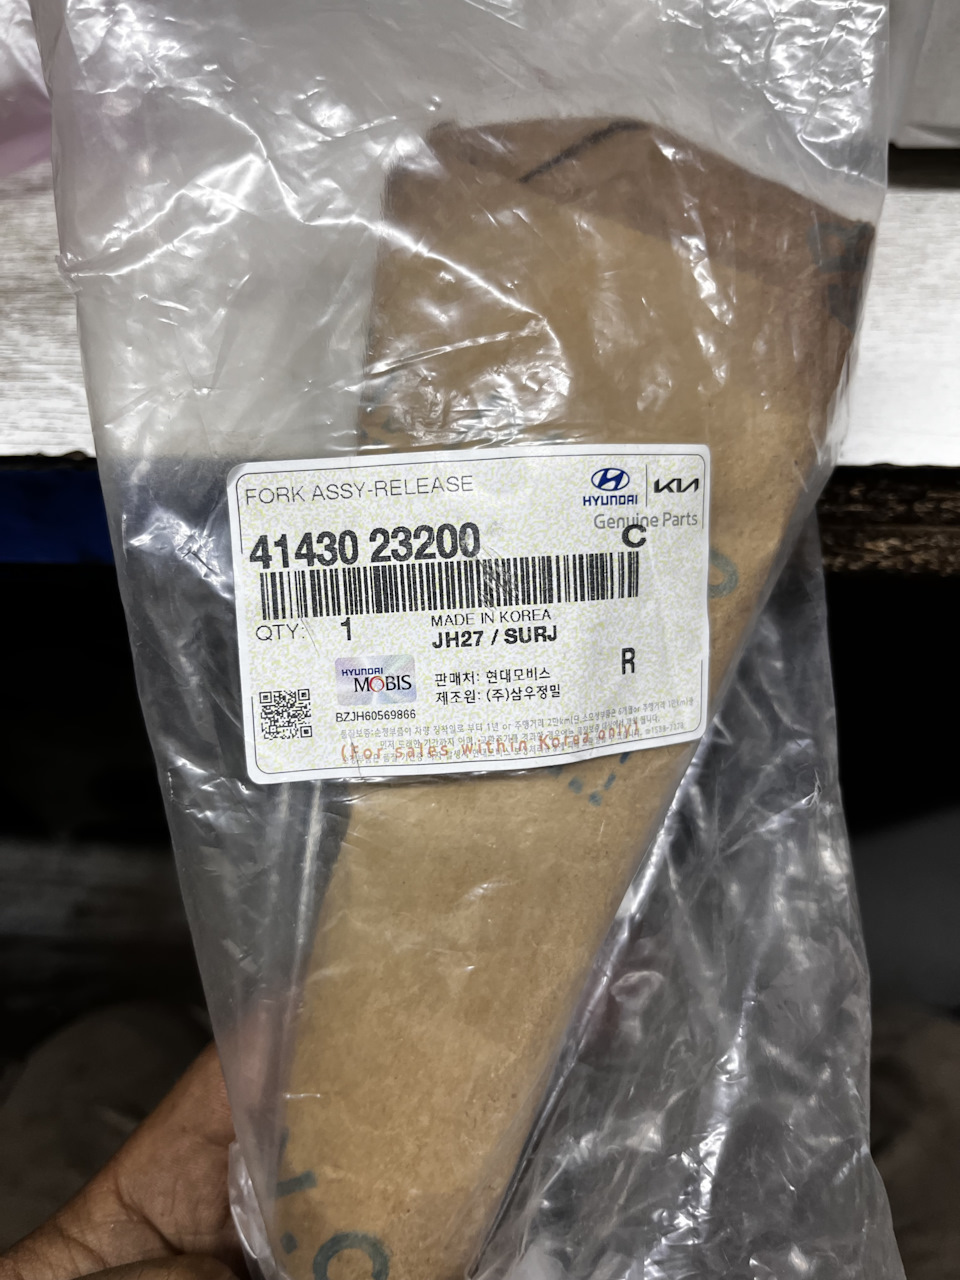 FORK ASSY-RELEASE
HYUNDAI
KIA
Genuine Parts
41430 23200
C
QTY: 1
MADE IN KOREA
JH27 / SURJ
R
HYUNDAI
MOBIS
판매처: 현대모비스
제조원: (주)삼우정밀
BZJH60569866
(For sales within Korea only)